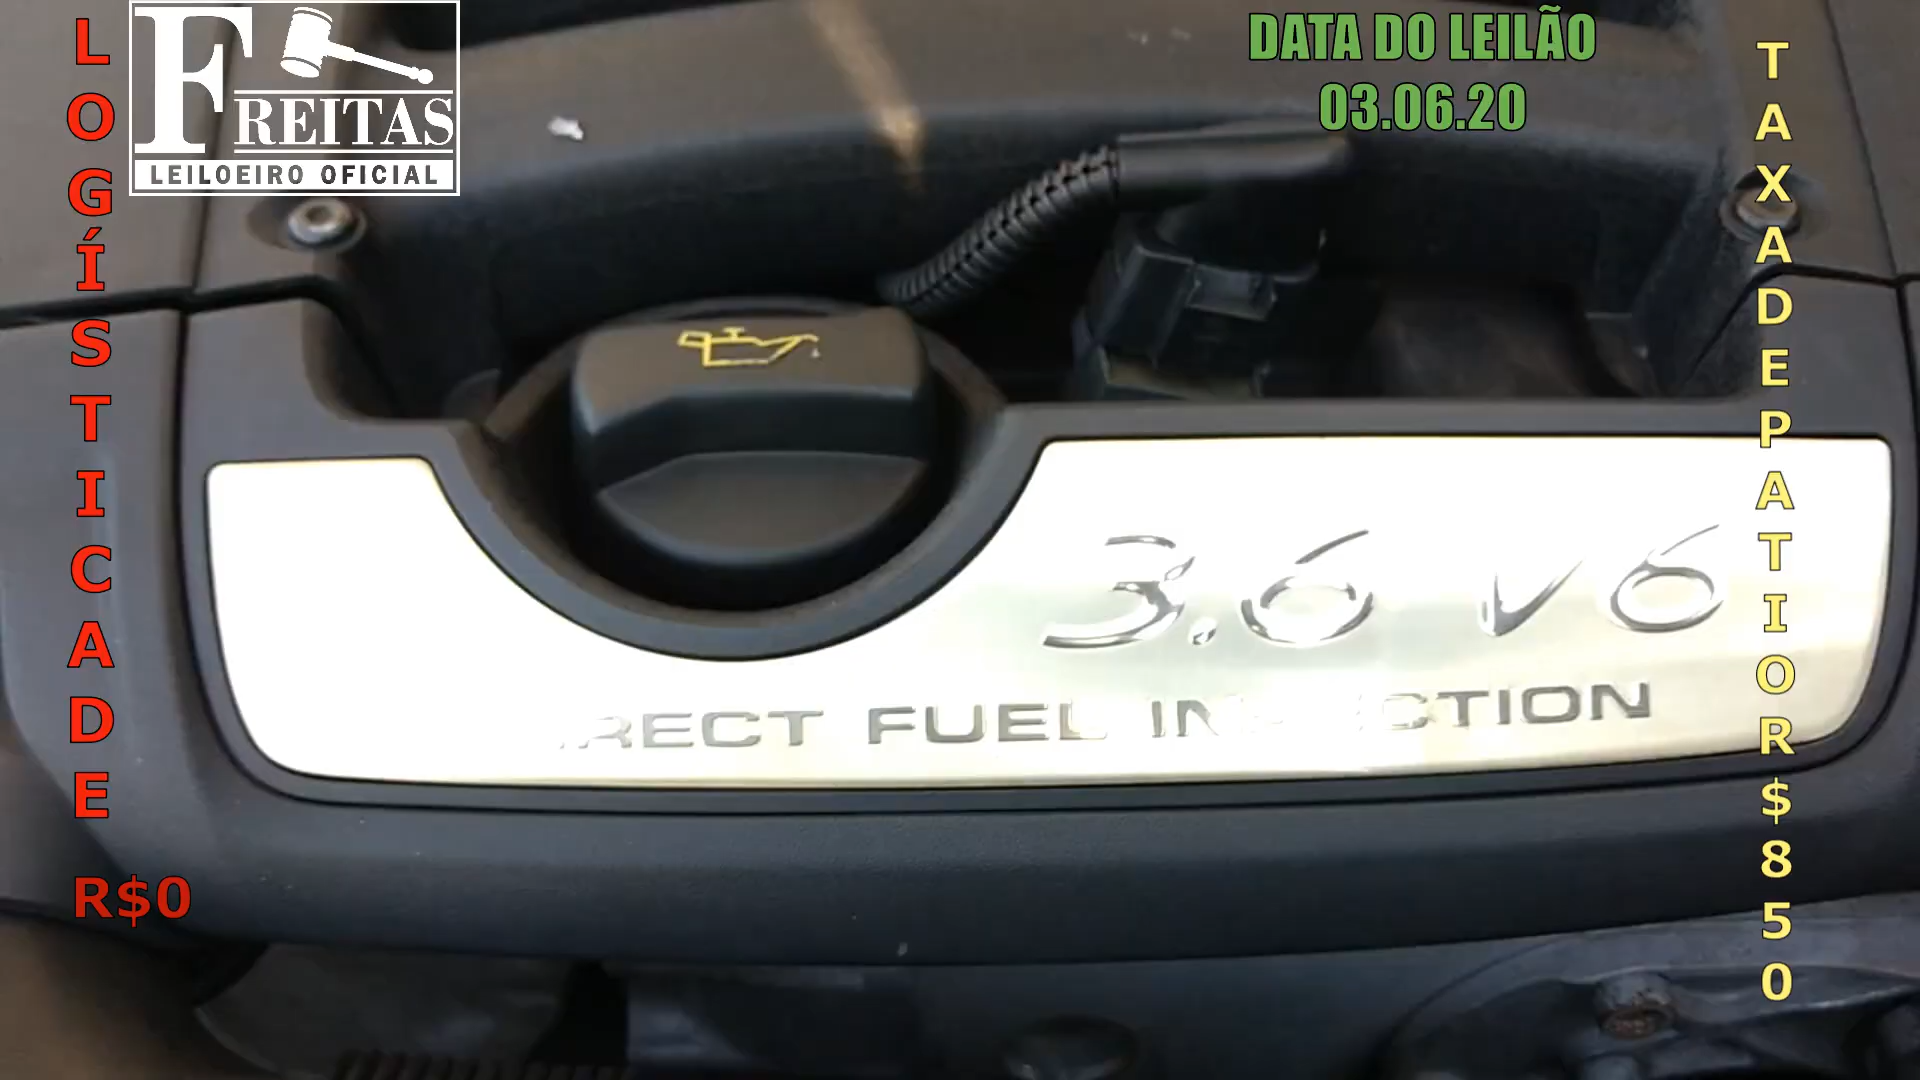 LOGÍSTICA DE
R$0
FREITAS
LEILOEIRO OFICIAL
DATA DO LEILÃO
03.06.20
TAXA DE PATIO R$850
3.6 V6
FUEL